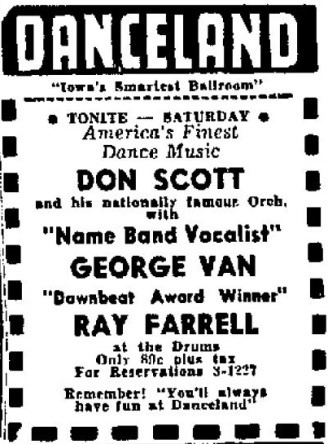 DANCELAND
"Iowa's Smartest Ballroom"
TONITE — SATURDAY
America's Finest
Dance Music
DON SCOTT
and his nationally famous Orch.
with
"Name Band Vocalist"
GEORGE VAN
"Downbeat Award Winner"
RAY FARRELL
at the Drums
Only 80c plus tax
For Reservations 3-1227
Remember! "You'll always
have fun at Danceland"